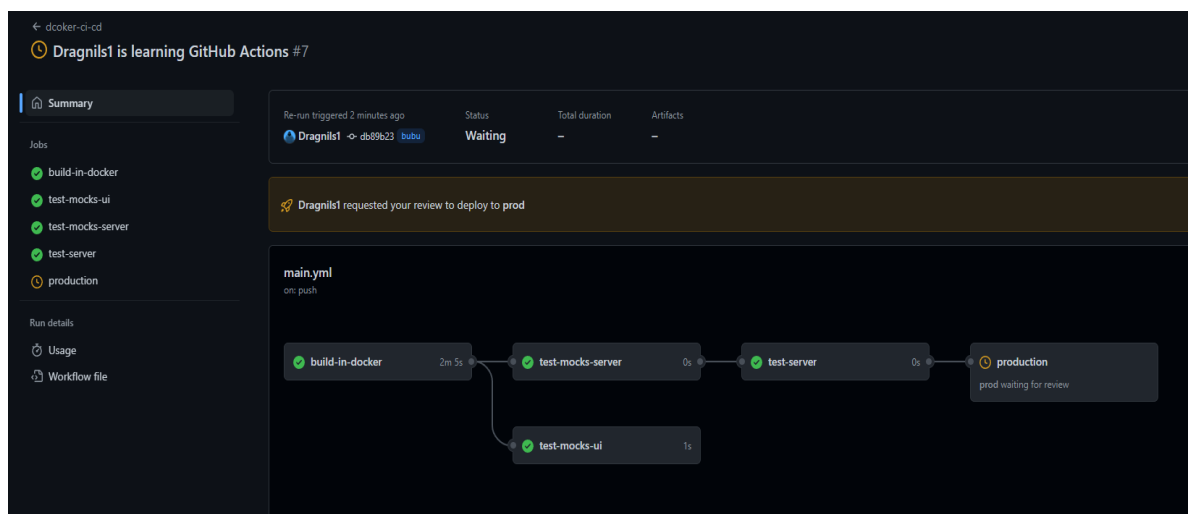 ← dcoker-ci-cd
Dragnils1 is learning GitHub Actions #7
Summary
Jobs
build-in-docker
test-mocks-ui
test-mocks-server
test-server
production
Run details
Usage
Workflow file
Re-run triggered 2 minutes ago
Dragnils1 db89b23 bubu
Status
Waiting
Total duration
–
Artifacts
–
Dragnils1 requested your review to deploy to prod
main.yml
on: push
build-in-docker 2m 5s
test-mocks-server 0s
test-server 0s
production
prod waiting for review
test-mocks-ui 1s